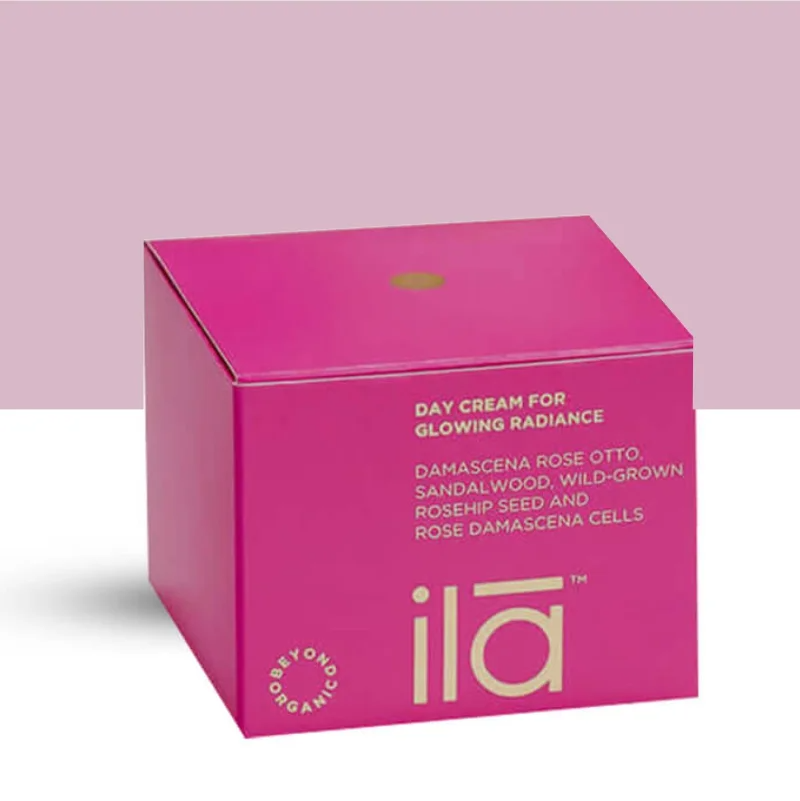 DAY CREAM FOR
GLOWING RADIANCE
DAMASCENA ROSE OTTO,
SANDALWOOD, WILD-GROWN
ROSEHIP SEED AND
ROSE DAMASCENA CELLS
ilā™
BEYOND ORGANIC